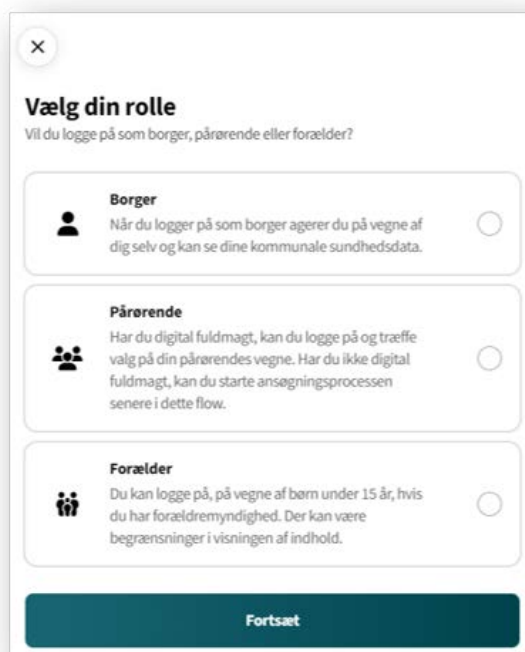 Vælg din rolle
Vil du logge på som borger, pårørende eller forælder?
Borger
Når du logger på som borger agerer du på vegne af
dig selv og kan se dine kommunale sundhedsdata.
Pårørende
Har du digital fuldmagt, kan du logge på og træffe
valg på din pårørendes vegne. Har du ikke digital
fuldmagt, kan du starte ansøgningsprocessen
senere i dette flow.
Forælder
Du kan logge på, på vegne af børn under 15 år, hvis
du har forældremyndighed. Der kan være
begrænsninger i visningen af indhold.
Fortsæt